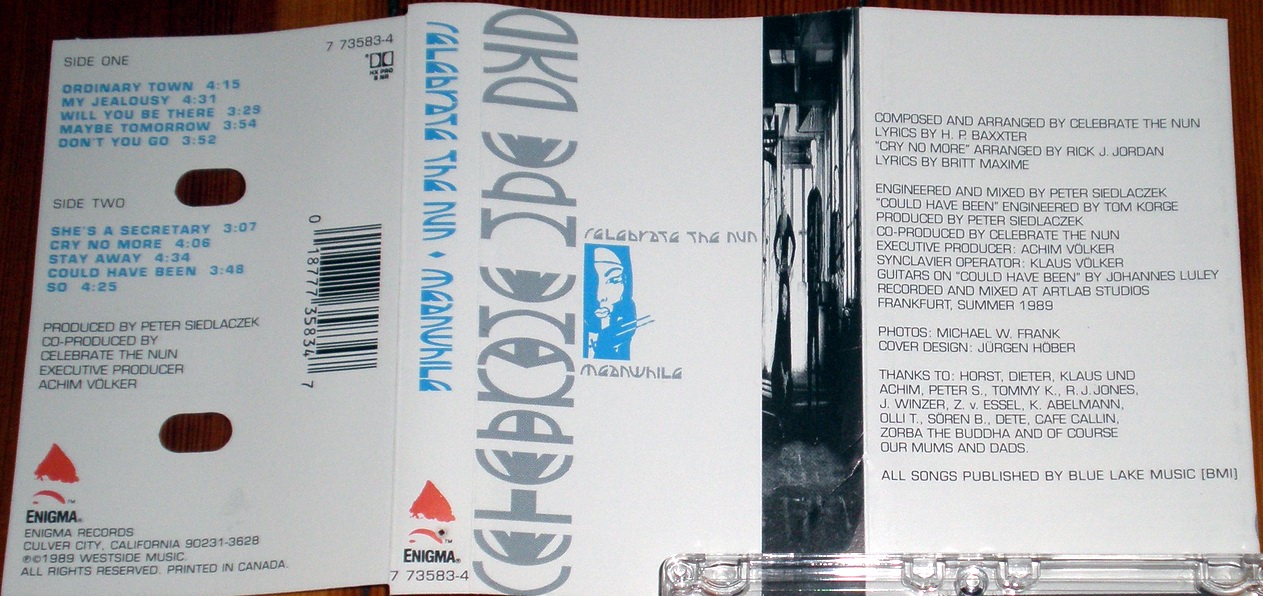 SIDE ONE
ORDINARY TOWN 4:15
MY JEALOUSY 4:31
WILL YOU BE THERE 3:29
MAYBE TOMORROW 3:54
DON'T YOU GO 3:52
7 73583-4
HX PRO
B NR
SIDE TWO
SHE'S A SECRETARY 3:07
CRY NO MORE 4:06
STAY AWAY 4:34
COULD HAVE BEEN 3:48
SO 4:25
0 18777 35834 7
PRODUCED BY PETER SIEDLACZEK
CO-PRODUCED BY
CELEBRATE THE NUN
EXECUTIVE PRODUCER
ACHIM VÖLKER
™
ENIGMA®
ENIGMA RECORDS
CULVER CITY, CALIFORNIA 90231-3628
℗©1989 WESTSIDE MUSIC.
ALL RIGHTS RESERVED. PRINTED IN CANADA.
CELEBRATE THE NUN • MEANWHILE
™
ENIGMA®
7 73583-4
CELEBRATE THE NUN
MEANWHILE
COMPOSED AND ARRANGED BY CELEBRATE THE NUN
LYRICS BY H. P. BAXXTER
"CRY NO MORE" ARRANGED BY RICK J. JORDAN
LYRICS BY BRITT MAXIME
ENGINEERED AND MIXED BY PETER SIEDLACZEK
"COULD HAVE BEEN" ENGINEERED BY TOM KORGE
PRODUCED BY PETER SIEDLACZEK
CO-PRODUCED BY CELEBRATE THE NUN
EXECUTIVE PRODUCER: ACHIM VÖLKER
SYNCLAVIER OPERATOR: KLAUS VÖLKER
GUITARS ON "COULD HAVE BEEN" BY JOHANNES LULEY
RECORDED AND MIXED AT ARTLAB STUDIOS
FRANKFURT, SUMMER 1989
PHOTOS: MICHAEL W. FRANK
COVER DESIGN: JÜRGEN HÖBER
THANKS TO: HORST, DIETER, KLAUS UND
ACHIM, PETER S., TOMMY K., R. J. JONES,
J. WINZER, Z. v. ESSEL, K. ABELMANN,
OLLI T., SÖREN B., DETE, CAFE CALLIN,
ZORBA THE BUDDHA AND OF COURSE
OUR MUMS AND DADS.
ALL SONGS PUBLISHED BY BLUE LAKE MUSIC [BMI]